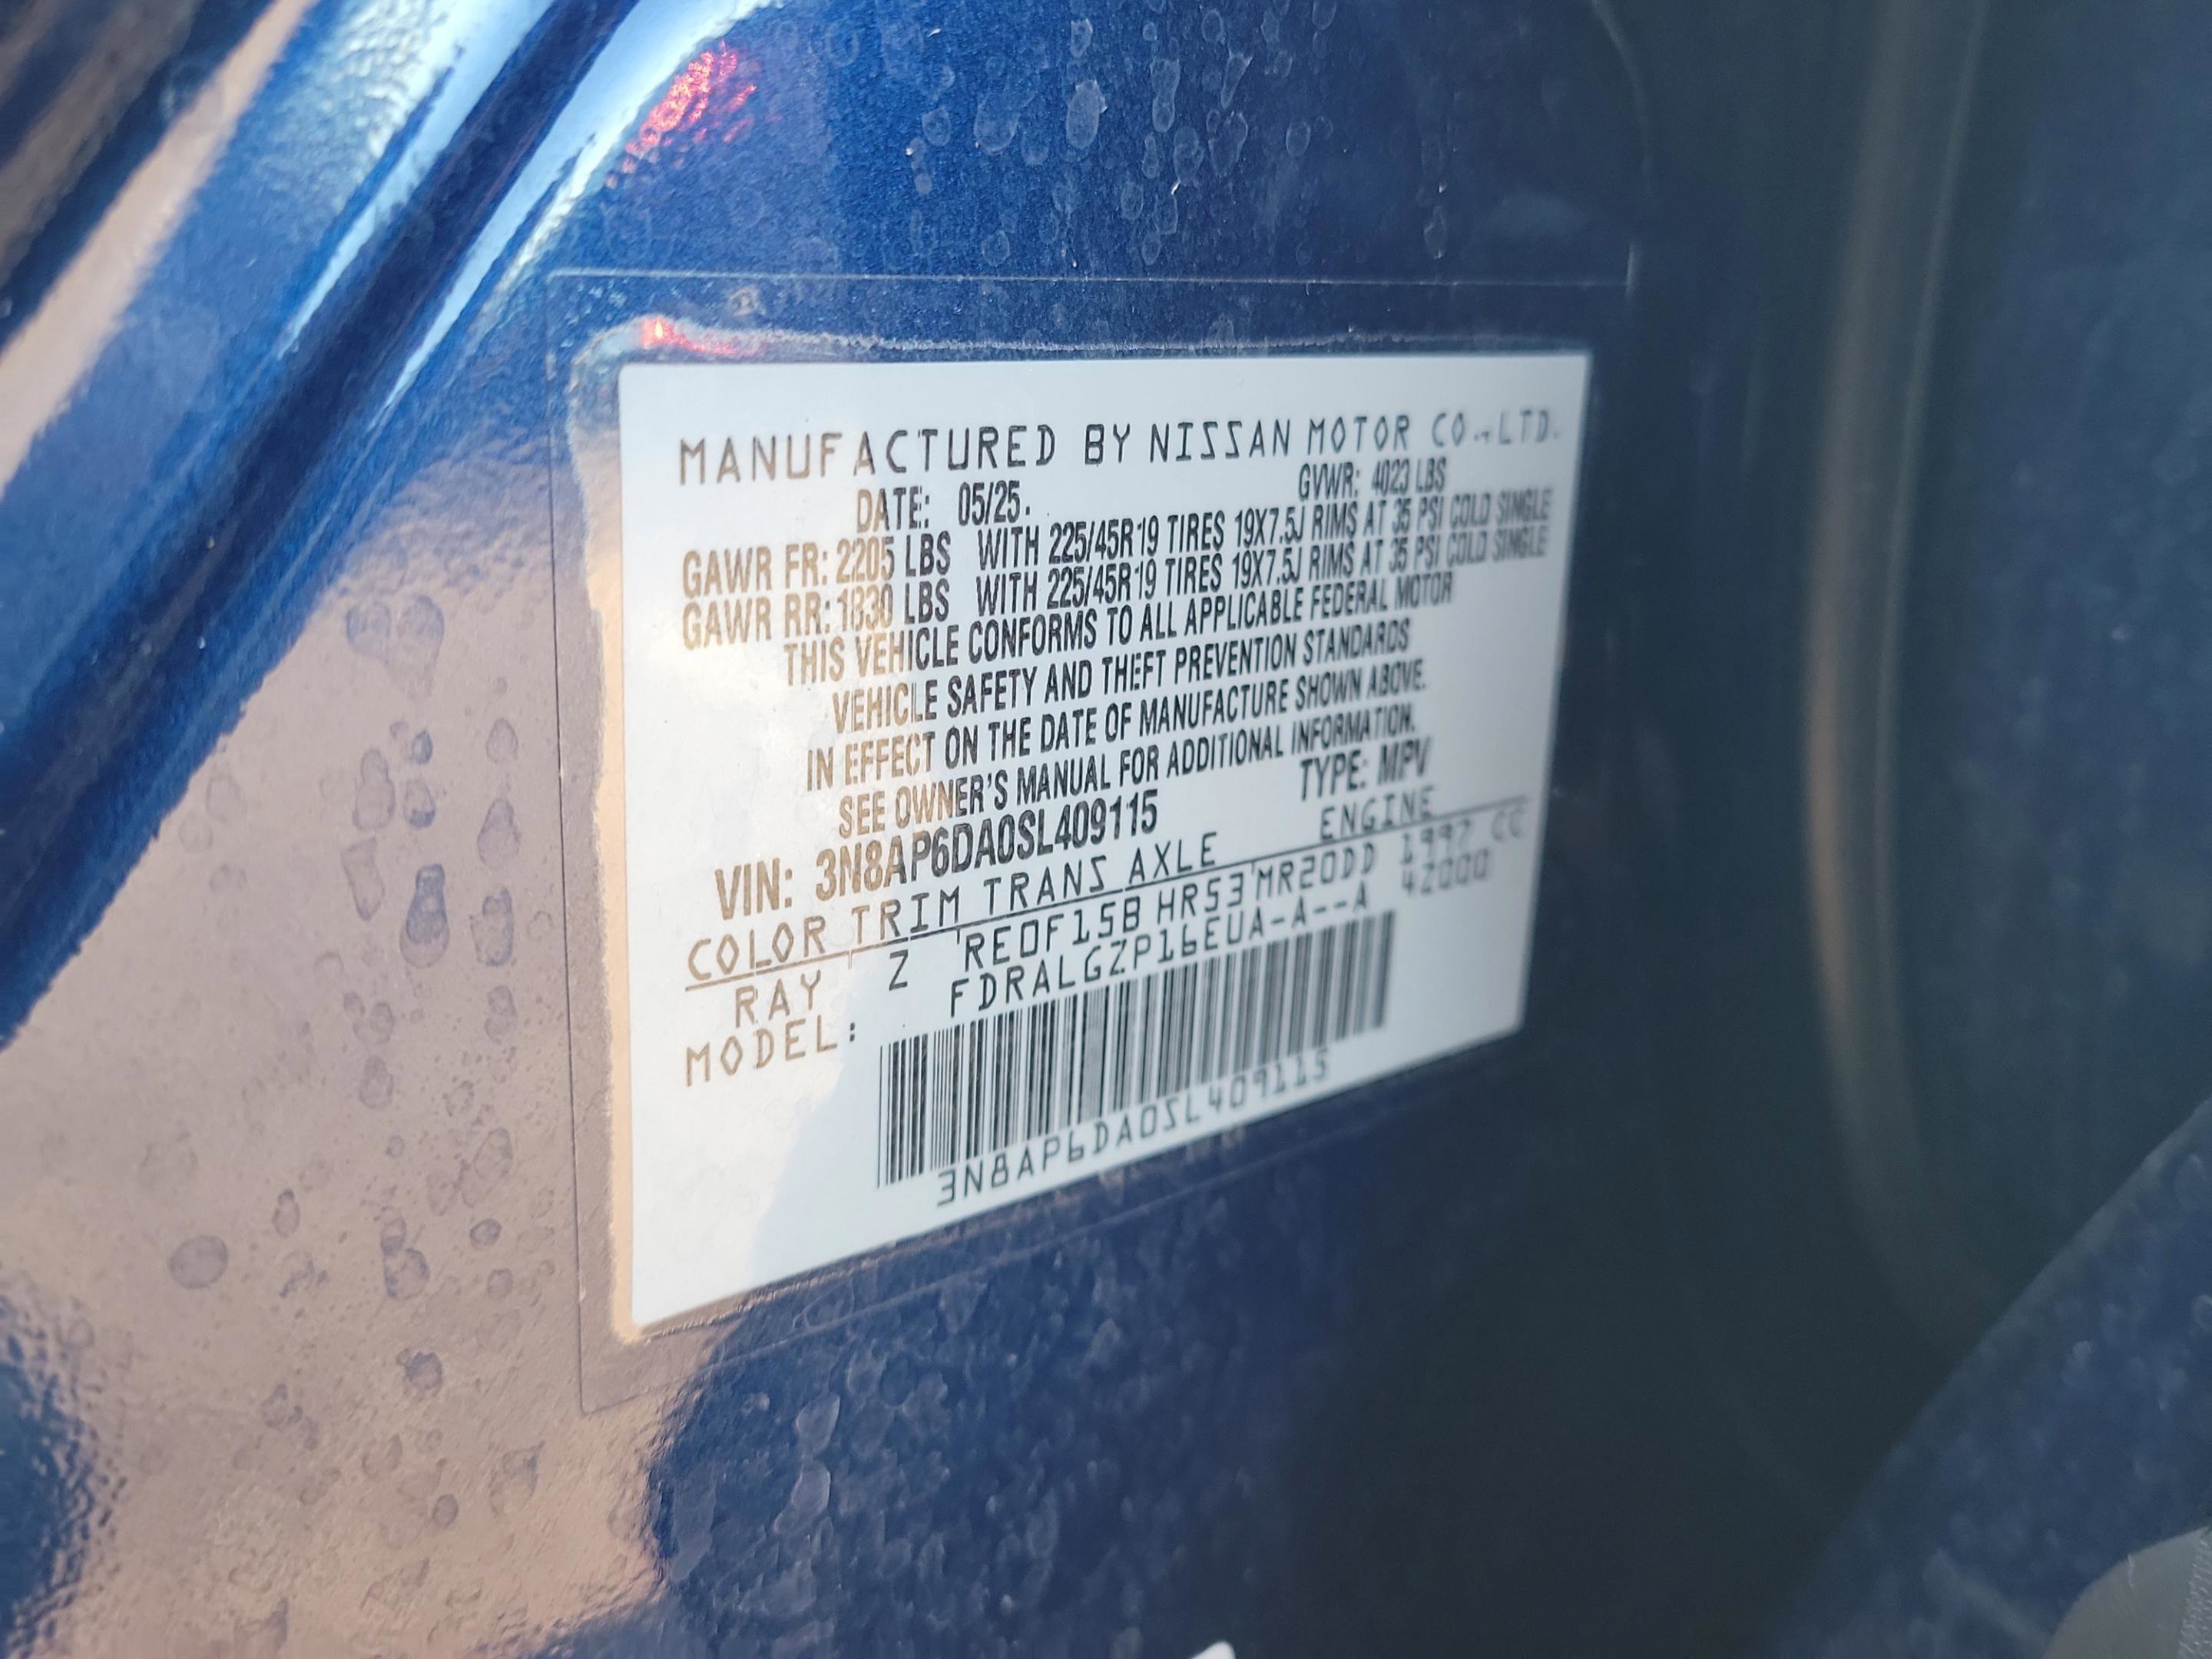 MANUFACTURED BY NISSAN MOTOR CO.,LTD.
DATE: 05/25. GVWR: 4023 LBS
GAWR FR: 2205 LBS WITH 225/45R19 TIRES 19X7.5J RIMS AT 35 PSI COLD SINGLE
GAWR RR: 1830 LBS WITH 225/45R19 TIRES 19X7.5J RIMS AT 35 PSI COLD SINGLE
THIS VEHICLE CONFORMS TO ALL APPLICABLE FEDERAL MOTOR
VEHICLE SAFETY AND THEFT PREVENTION STANDARDS
IN EFFECT ON THE DATE OF MANUFACTURE SHOWN ABOVE.
SEE OWNER'S MANUAL FOR ADDITIONAL INFORMATION.
VIN: 3N8AP6DA0SL409115 TYPE: MPV
COLOR TRIM TRANS AXLE ENGINE
RAY Z RE0F15B HR53 MR20DD 1997 CC
MODEL: FDRALGZP16EUA-A--A 42000
3N8AP6DA0SL409115